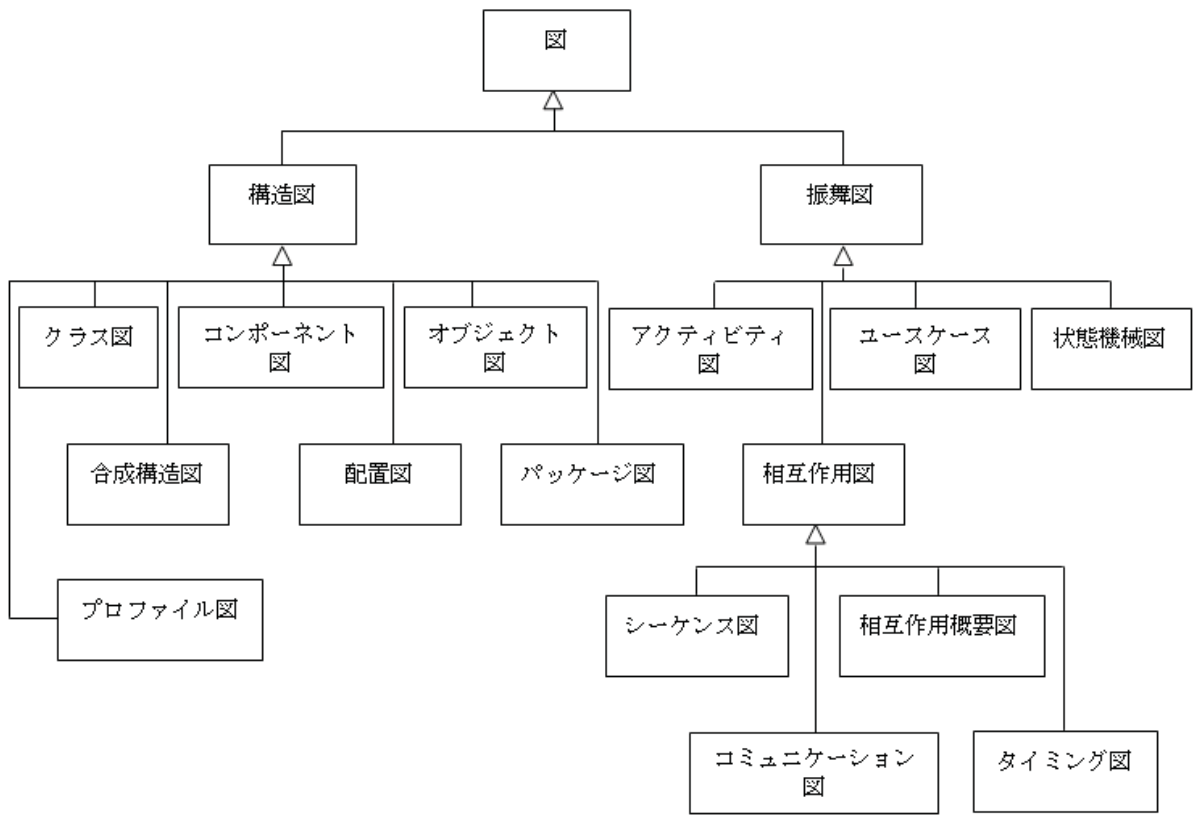 図
構造図
振舞図
クラス図
コンポーネント
図
オブジェクト
図
アクティビティ
図
ユースケース
図
状態機械図
合成構造図
配置図
パッケージ図
相互作用図
プロファイル図
シーケンス図
相互作用概要図
コミュニケーション
図
タイミング図